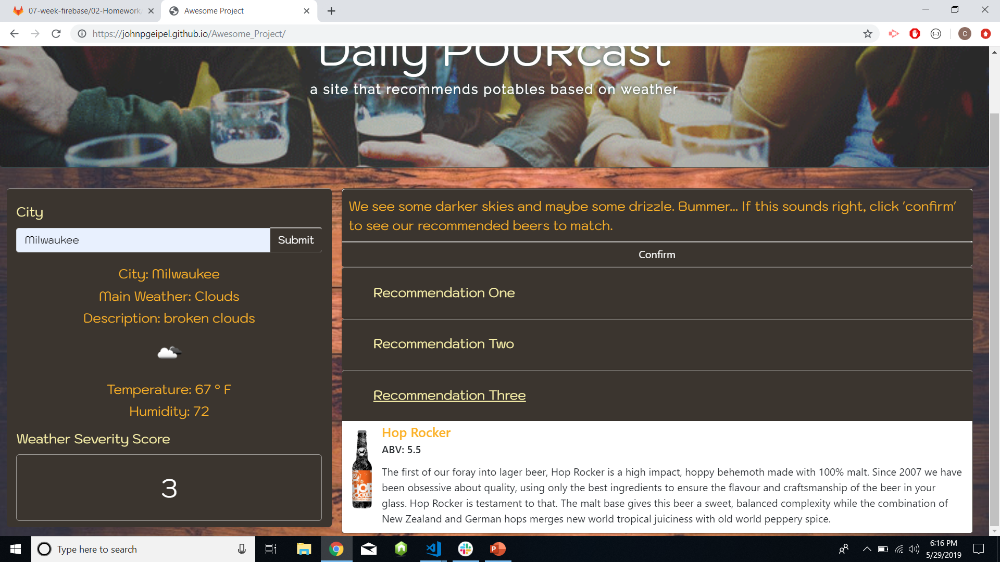 07-week-firebase/02-Homework/
Awesome Project
https://johnpgeipel.github.io/Awesome_Project/
C
Daily POURcast
a site that recommends potables based on weather
City
Milwaukee
Submit
City: Milwaukee
Main Weather: Clouds
Description: broken clouds
Temperature: 67 ° F
Humidity: 72
Weather Severity Score
3
We see some darker skies and maybe some drizzle. Bummer... If this sounds right, click 'confirm'
to see our recommended beers to match.
Confirm
Recommendation One
Recommendation Two
Recommendation Three
HOP
ROCKER
Hop Rocker
ABV: 5.5
The first of our foray into lager beer, Hop Rocker is a high impact, hoppy behemoth made with 100% malt. Since 2007 we have
been obsessive about quality, using only the best ingredients to ensure the flavour and craftsmanship of the beer in your
glass. Hop Rocker is testament to that. The malt base gives this beer a sweet, balanced complexity while the combination of
New Zealand and German hops merges new world tropical juiciness with old world peppery spice.
Type here to search
6:16 PM
5/29/2019